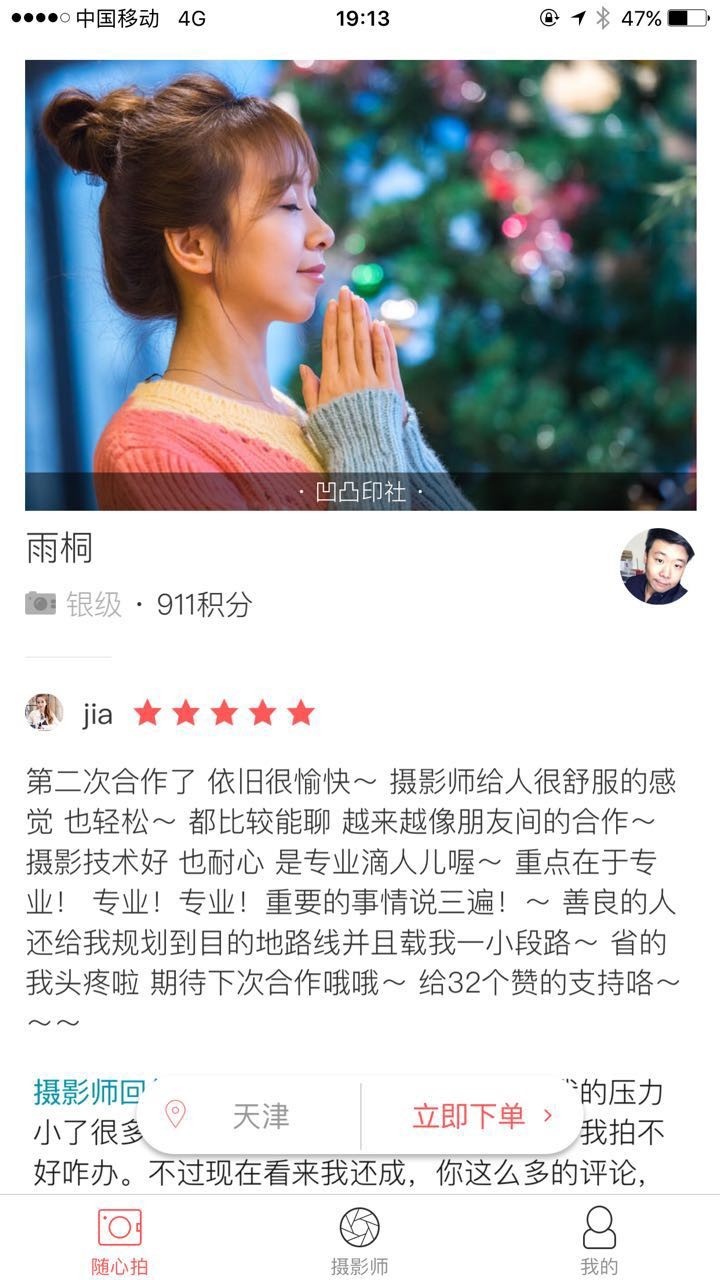 中国移动 4G 19:13 47%
· 凹凸印社 ·
雨桐
银级 · 911积分
jia
第二次合作了 依旧很愉快～ 摄影师给人很舒服的感
觉 也轻松～ 都比较能聊 越来越像朋友间的合作～
摄影技术好 也耐心 是专业滴人儿喔～ 重点在于专
业！ 专业！专业！重要的事情说三遍！～ 善良的人
还给我规划到目的地路线并且载我一小段路～ 省的
我头疼啦 期待下次合作哦哦～ 给32个赞的支持咯～
～～
摄影师回 的压力
小了很多 我拍不
好咋办。不过现在看来我还成，你这么多的评论，
天津 立即下单
随心拍 摄影师 我的